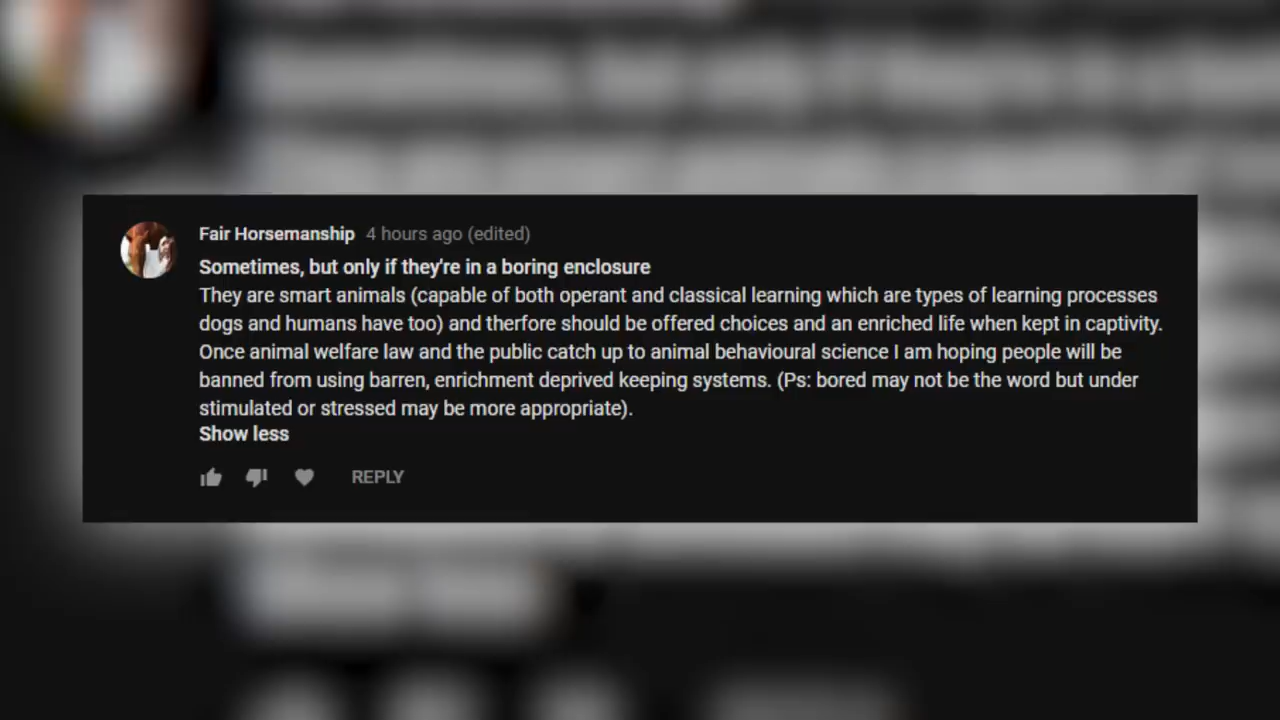 Fair Horsemanship 4 hours ago (edited)
Sometimes, but only if they're in a boring enclosure
They are smart animals (capable of both operant and classical learning which are types of learning processes
dogs and humans have too) and therfore should be offered choices and an enriched life when kept in captivity.
Once animal welfare law and the public catch up to animal behavioural science I am hoping people will be
banned from using barren, enrichment deprived keeping systems. (Ps: bored may not be the word but under
stimulated or stressed may be more appropriate).
Show less
REPLY